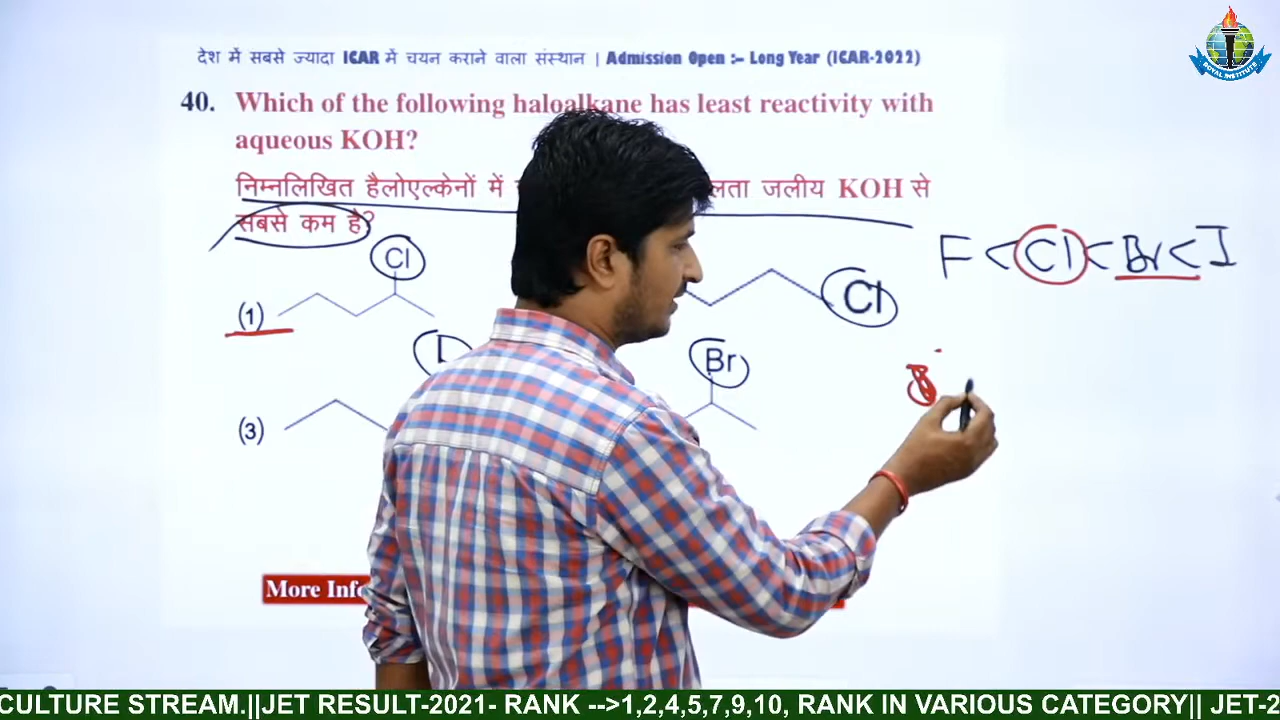 देश में सबसे ज्यादा ICAR में चयन कराने वाला संस्थान | Admission Open :– Long Year (ICAR-2022)
40. Which of the following haloalkane has least reactivity with
aqueous KOH?
निम्नलिखित हैलोएल्केनों में लता जलीय KOH से
सबसे कम है?
F < Cl < Br < I
Cl
Cl
(1)
I
Br
(3)
More Info
CULTURE STREAM.||JET RESULT-2021- RANK -->1,2,4,5,7,9,10, RANK IN VARIOUS CATEGORY|| JET-2